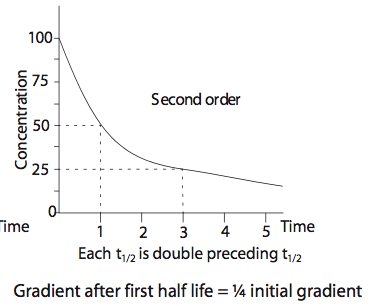 100
75
Second order
Concentration
50
25
0
Time
1 2 3 4 5 Time
Each t1/2 is double preceding t1/2
Gradient after first half life = ¼ initial gradient